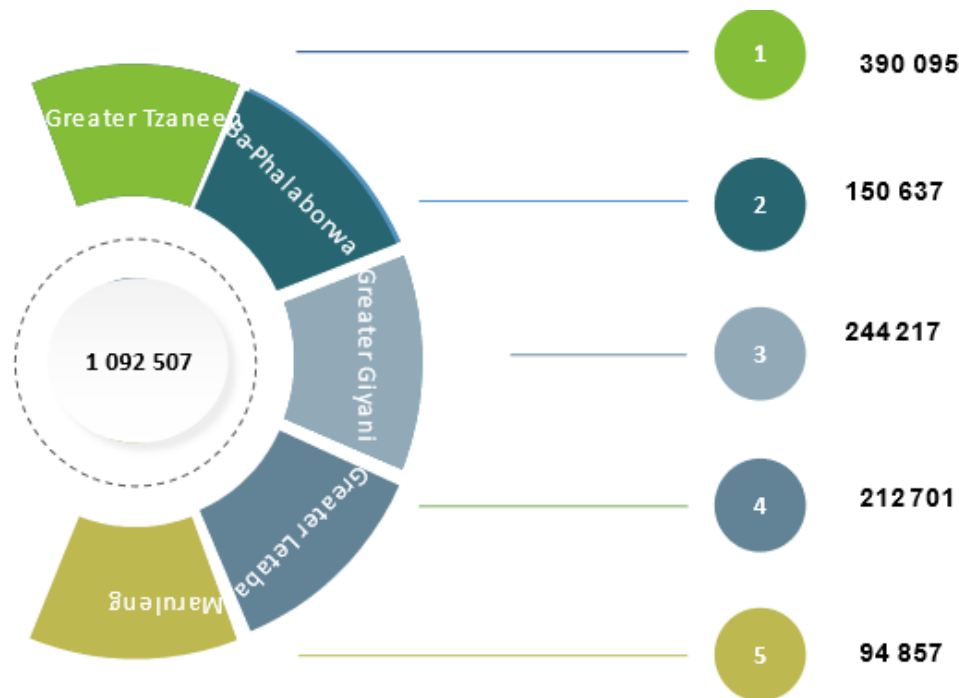 Greater Tzaneen
Ba-Phalaborwa
Greater Giyani
Greater Letaba
Maruleng
1 092 507
1
390 095
2
150 637
3
244 217
4
212 701
5
94 857